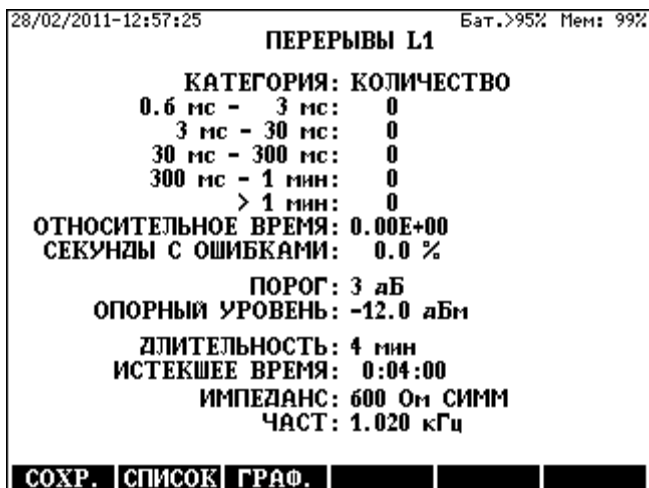 28/02/2011-12:57:25 Бат.>95% Мем: 99%
ПЕРЕРЫВЫ L1
КАТЕГОРИЯ: КОЛИЧЕСТВО
0.6 мс - 3 мс: 0
3 мс - 30 мс: 0
30 мс - 300 мс: 0
300 мс - 1 мин: 0
> 1 мин: 0
ОТНОСИТЕЛЬНОЕ ВРЕМЯ: 0.00E+00
СЕКУНДЫ С ОШИБКАМИ: 0.0 %
ПОРОГ: 3 дБ
ОПОРНЫЙ УРОВЕНЬ: -12.0 дБм
ДЛИТЕЛЬНОСТЬ: 4 мин
ИСТЕКШЕЕ ВРЕМЯ: 0:04:00
ИМПЕДАНС: 600 Ом СИММ
ЧАСТ: 1.020 кГц
СОХР. СПИСОК ГРАФ.